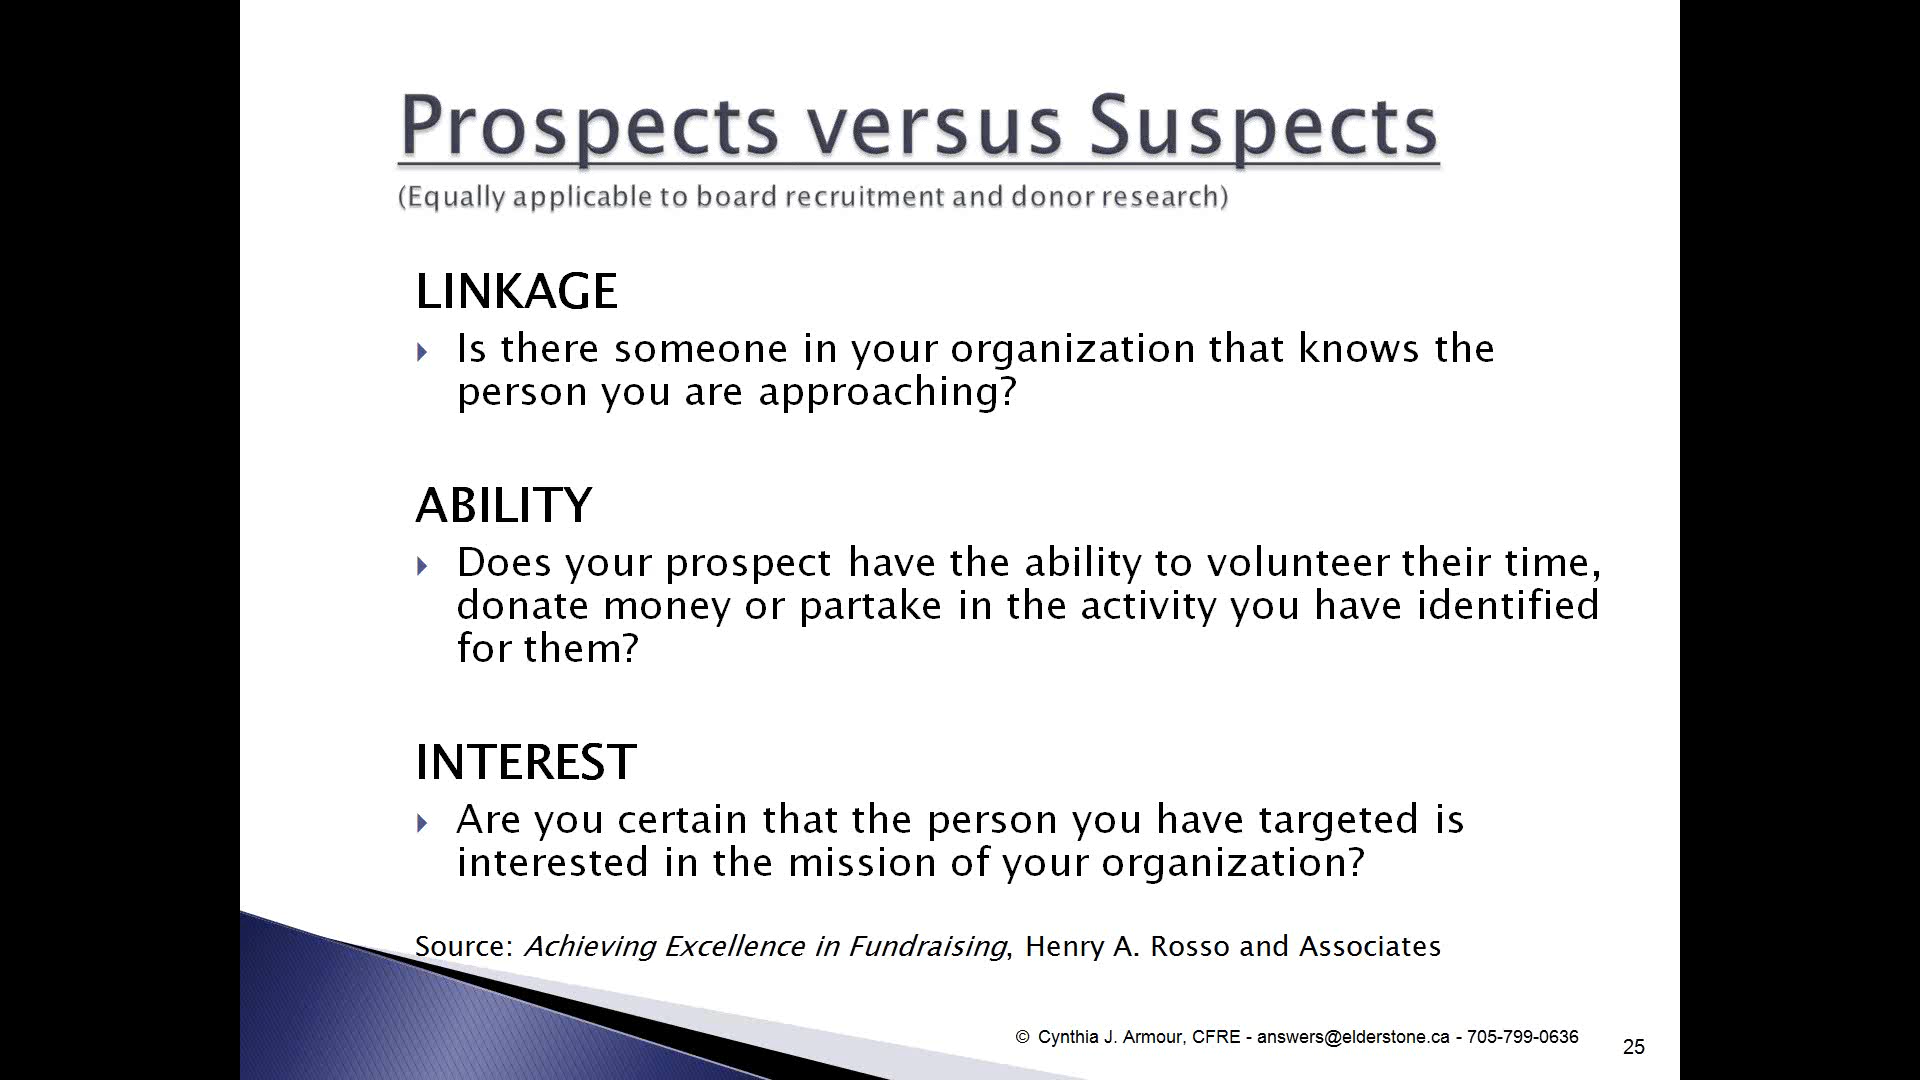 Prospects versus Suspects
(Equally applicable to board recruitment and donor research)
LINKAGE
Is there someone in your organization that knows the
person you are approaching?
ABILITY
Does your prospect have the ability to volunteer their time,
donate money or partake in the activity you have identified
for them?
INTEREST
Are you certain that the person you have targeted is
interested in the mission of your organization?
Source: Achieving Excellence in Fundraising, Henry A. Rosso and Associates
© Cynthia J. Armour, CFRE - answers@elderstone.ca - 705-799-0636
25